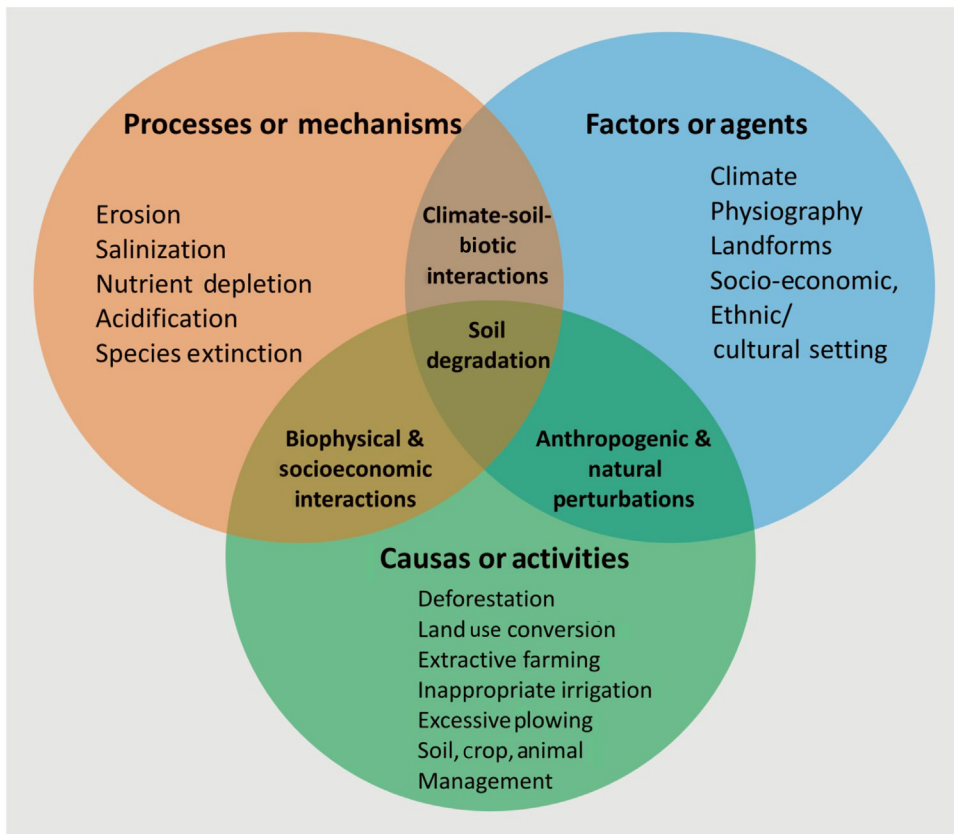 Processes or mechanisms
Erosion
Salinization
Nutrient depletion
Acidification
Species extinction
Factors or agents
Climate
Physiography
Landforms
Socio-economic,
Ethnic/
cultural setting
Climate-soil-
biotic
interactions
Soil
degradation
Biophysical &
socioeconomic
interactions
Anthropogenic &
natural
perturbations
Causas or activities
Deforestation
Land use conversion
Extractive farming
Inappropriate irrigation
Excessive plowing
Soil, crop, animal
Management